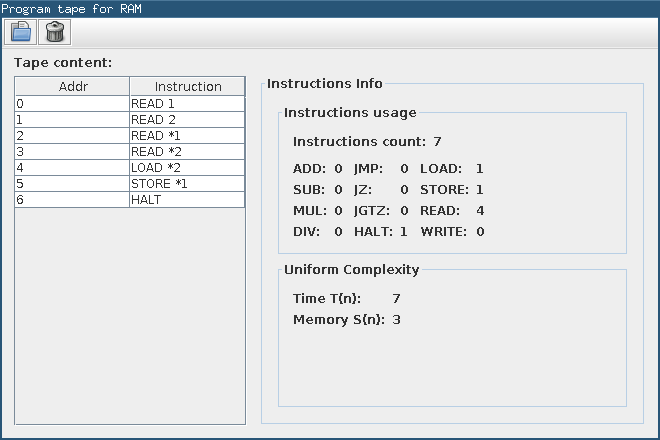 Program tape for RAM
Tape content:
Addr Instruction
0 READ 1
1 READ 2
2 READ *1
3 READ *2
4 LOAD *2
5 STORE *1
6 HALT
Instructions Info
Instructions usage
Instructions count: 7
ADD: 0 JMP: 0 LOAD: 1
SUB: 0 JZ: 0 STORE: 1
MUL: 0 JGTZ: 0 READ: 4
DIV: 0 HALT: 1 WRITE: 0
Uniform Complexity
Time T(n): 7
Memory S(n): 3